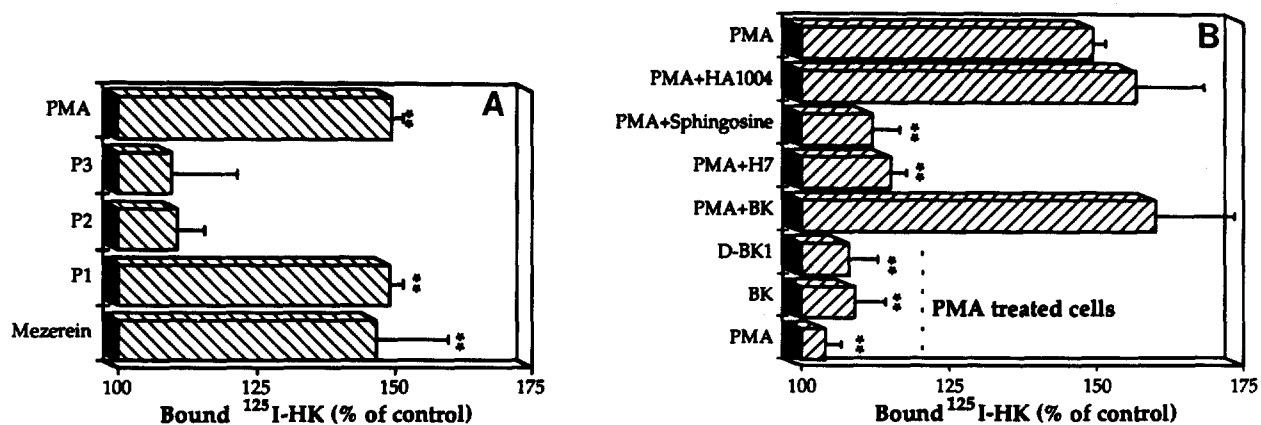 A
PMA
**
P3
P2
P1
**
Mezerein
**
100
125
150
175
Bound 125I-HK (% of control)
B
PMA
PMA+HA1004
PMA+Sphingosine
**
PMA+H7
**
PMA+BK
D-BK1
**
BK
**
PMA treated cells
PMA
**
100
150
175
Bound 125I-HK (% of control)